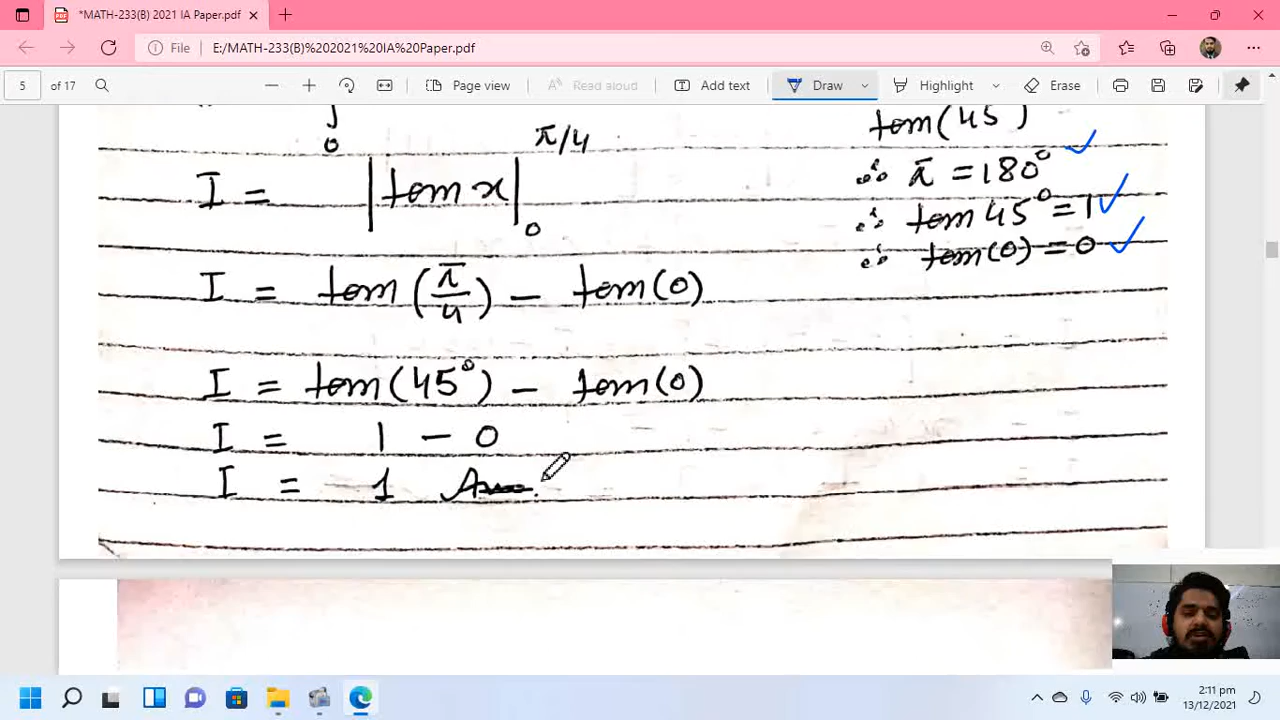 *MATH-233(B) 2021 IA Paper.pdf
File E:/MATH-233(B)%202021%20IA%20Paper.pdf
5 of 17 Page view Read aloud Add text Draw Highlight Erase
0
π/4
tan(45)
I = |tan x|
0
∵ π = 180°
∵ tan 45° = 1
∵ tan(0) = 0
I = tan(π/4) - tan(0)
I = tan(45°) - tan(0)
I = 1 - 0
I = 1 Ans.
2:11 pm
13/12/2021